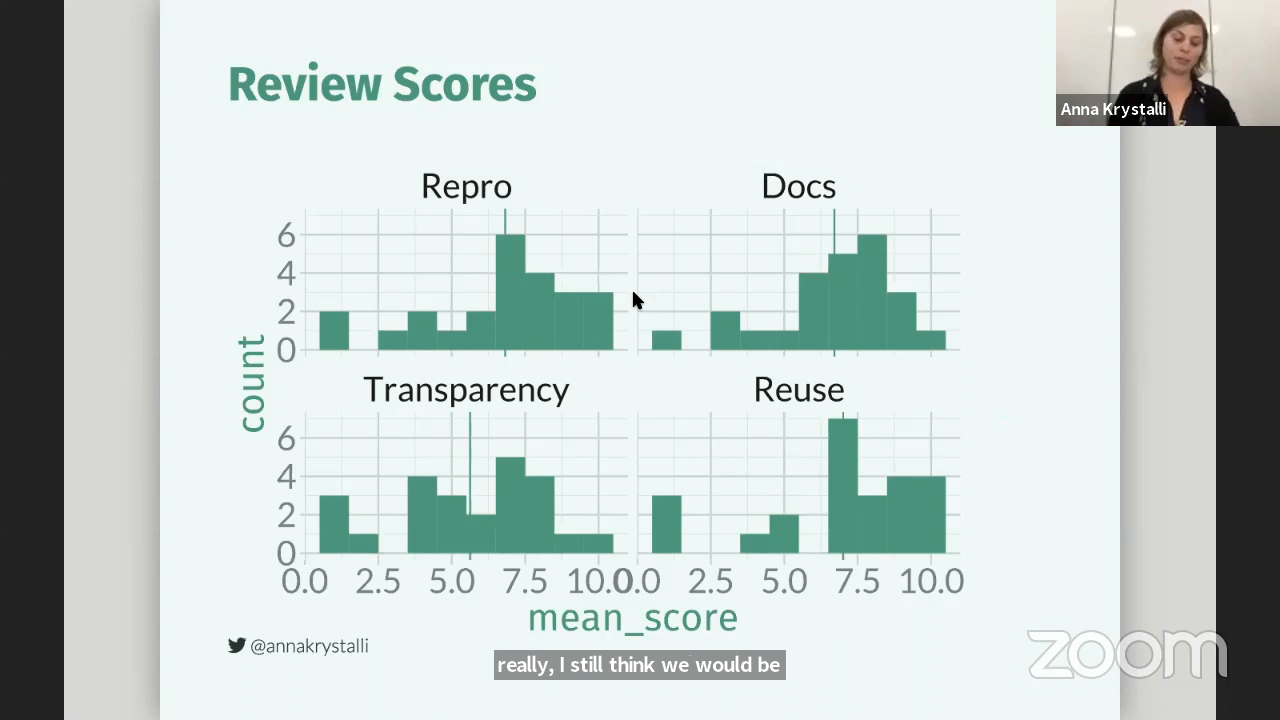 Review Scores
Anna Krystalli
Repro
Docs
6
4
2
0
Transparency
Reuse
6
4
2
0
0.0 2.5 5.0 7.5 10.0 0.0 2.5 5.0 7.5 10.0
count
mean_score
@annakrystalli
really, I still think we would be
zoom